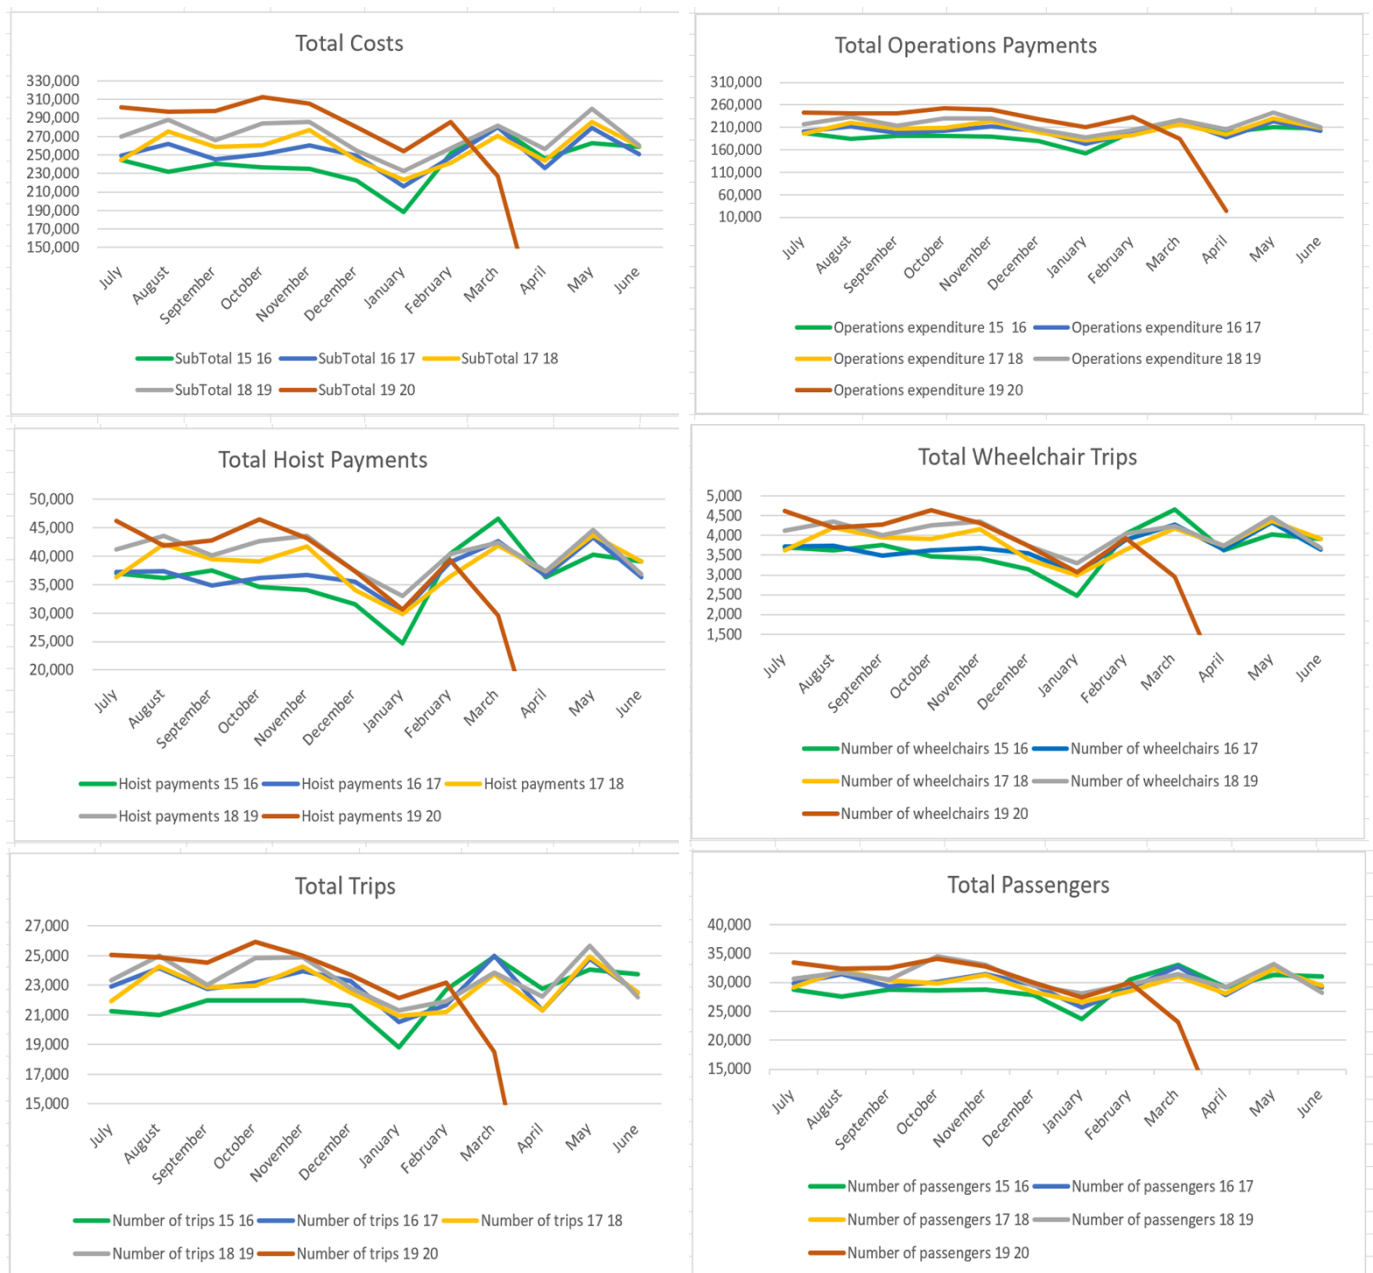 Total Costs
330,000
310,000
290,000
270,000
250,000
230,000
210,000
190,000
170,000
150,000
July August September October November December January February March April May June
SubTotal 15 16 SubTotal 16 17 SubTotal 17 18
SubTotal 18 19 SubTotal 19 20
Total Operations Payments
310,000
260,000
210,000
160,000
110,000
60,000
10,000
July August September October November December January February March April May June
Operations expenditure 15  16 Operations expenditure 16 17
Operations expenditure 17 18 Operations expenditure 18 19
Operations expenditure 19 20
Total Hoist Payments
50,000
45,000
40,000
35,000
30,000
25,000
20,000
July August September October November December January February March April May June
Hoist payments 15 16 Hoist payments 16 17 Hoist payments 17 18
Hoist payments 18 19 Hoist payments 19 20
Total Wheelchair Trips
5,000
4,500
4,000
3,500
3,000
2,500
2,000
1,500
July August September October November December January February March April May June
Number of wheelchairs 15 16 Number of wheelchairs 16 17
Number of wheelchairs 17 18 Number of wheelchairs 18 19
Number of wheelchairs 19 20
Total Trips
27,000
25,000
23,000
21,000
19,000
17,000
15,000
July August September October November December January February March April May June
Number of trips 15 16 Number of trips 16 17 Number of trips 17 18
Number of trips 18 19 Number of trips 19 20
Total Passengers
40,000
35,000
30,000
25,000
20,000
15,000
July August September October November December January February March April May June
Number of passengers 15 16 Number of passengers 16 17
Number of passengers 17 18 Number of passengers 18 19
Number of passengers 19 20